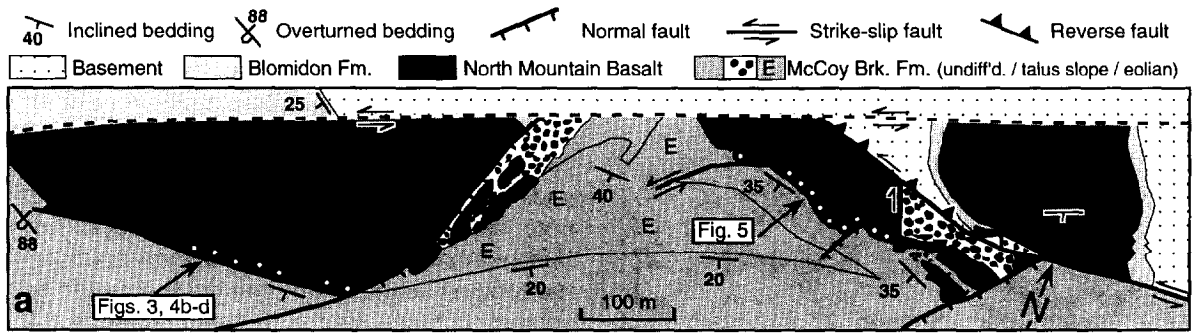 40 Inclined bedding 88 Overturned bedding Normal fault Strike-slip fault Reverse fault
Basement Blomidon Fm. North Mountain Basalt E McCoy Brk. Fm. (undiff'd. / talus slope / eolian)
25
E
40 35 1
E
E Fig. 5
88
E
20 20 35
Figs. 3, 4b-d
100 m N
a